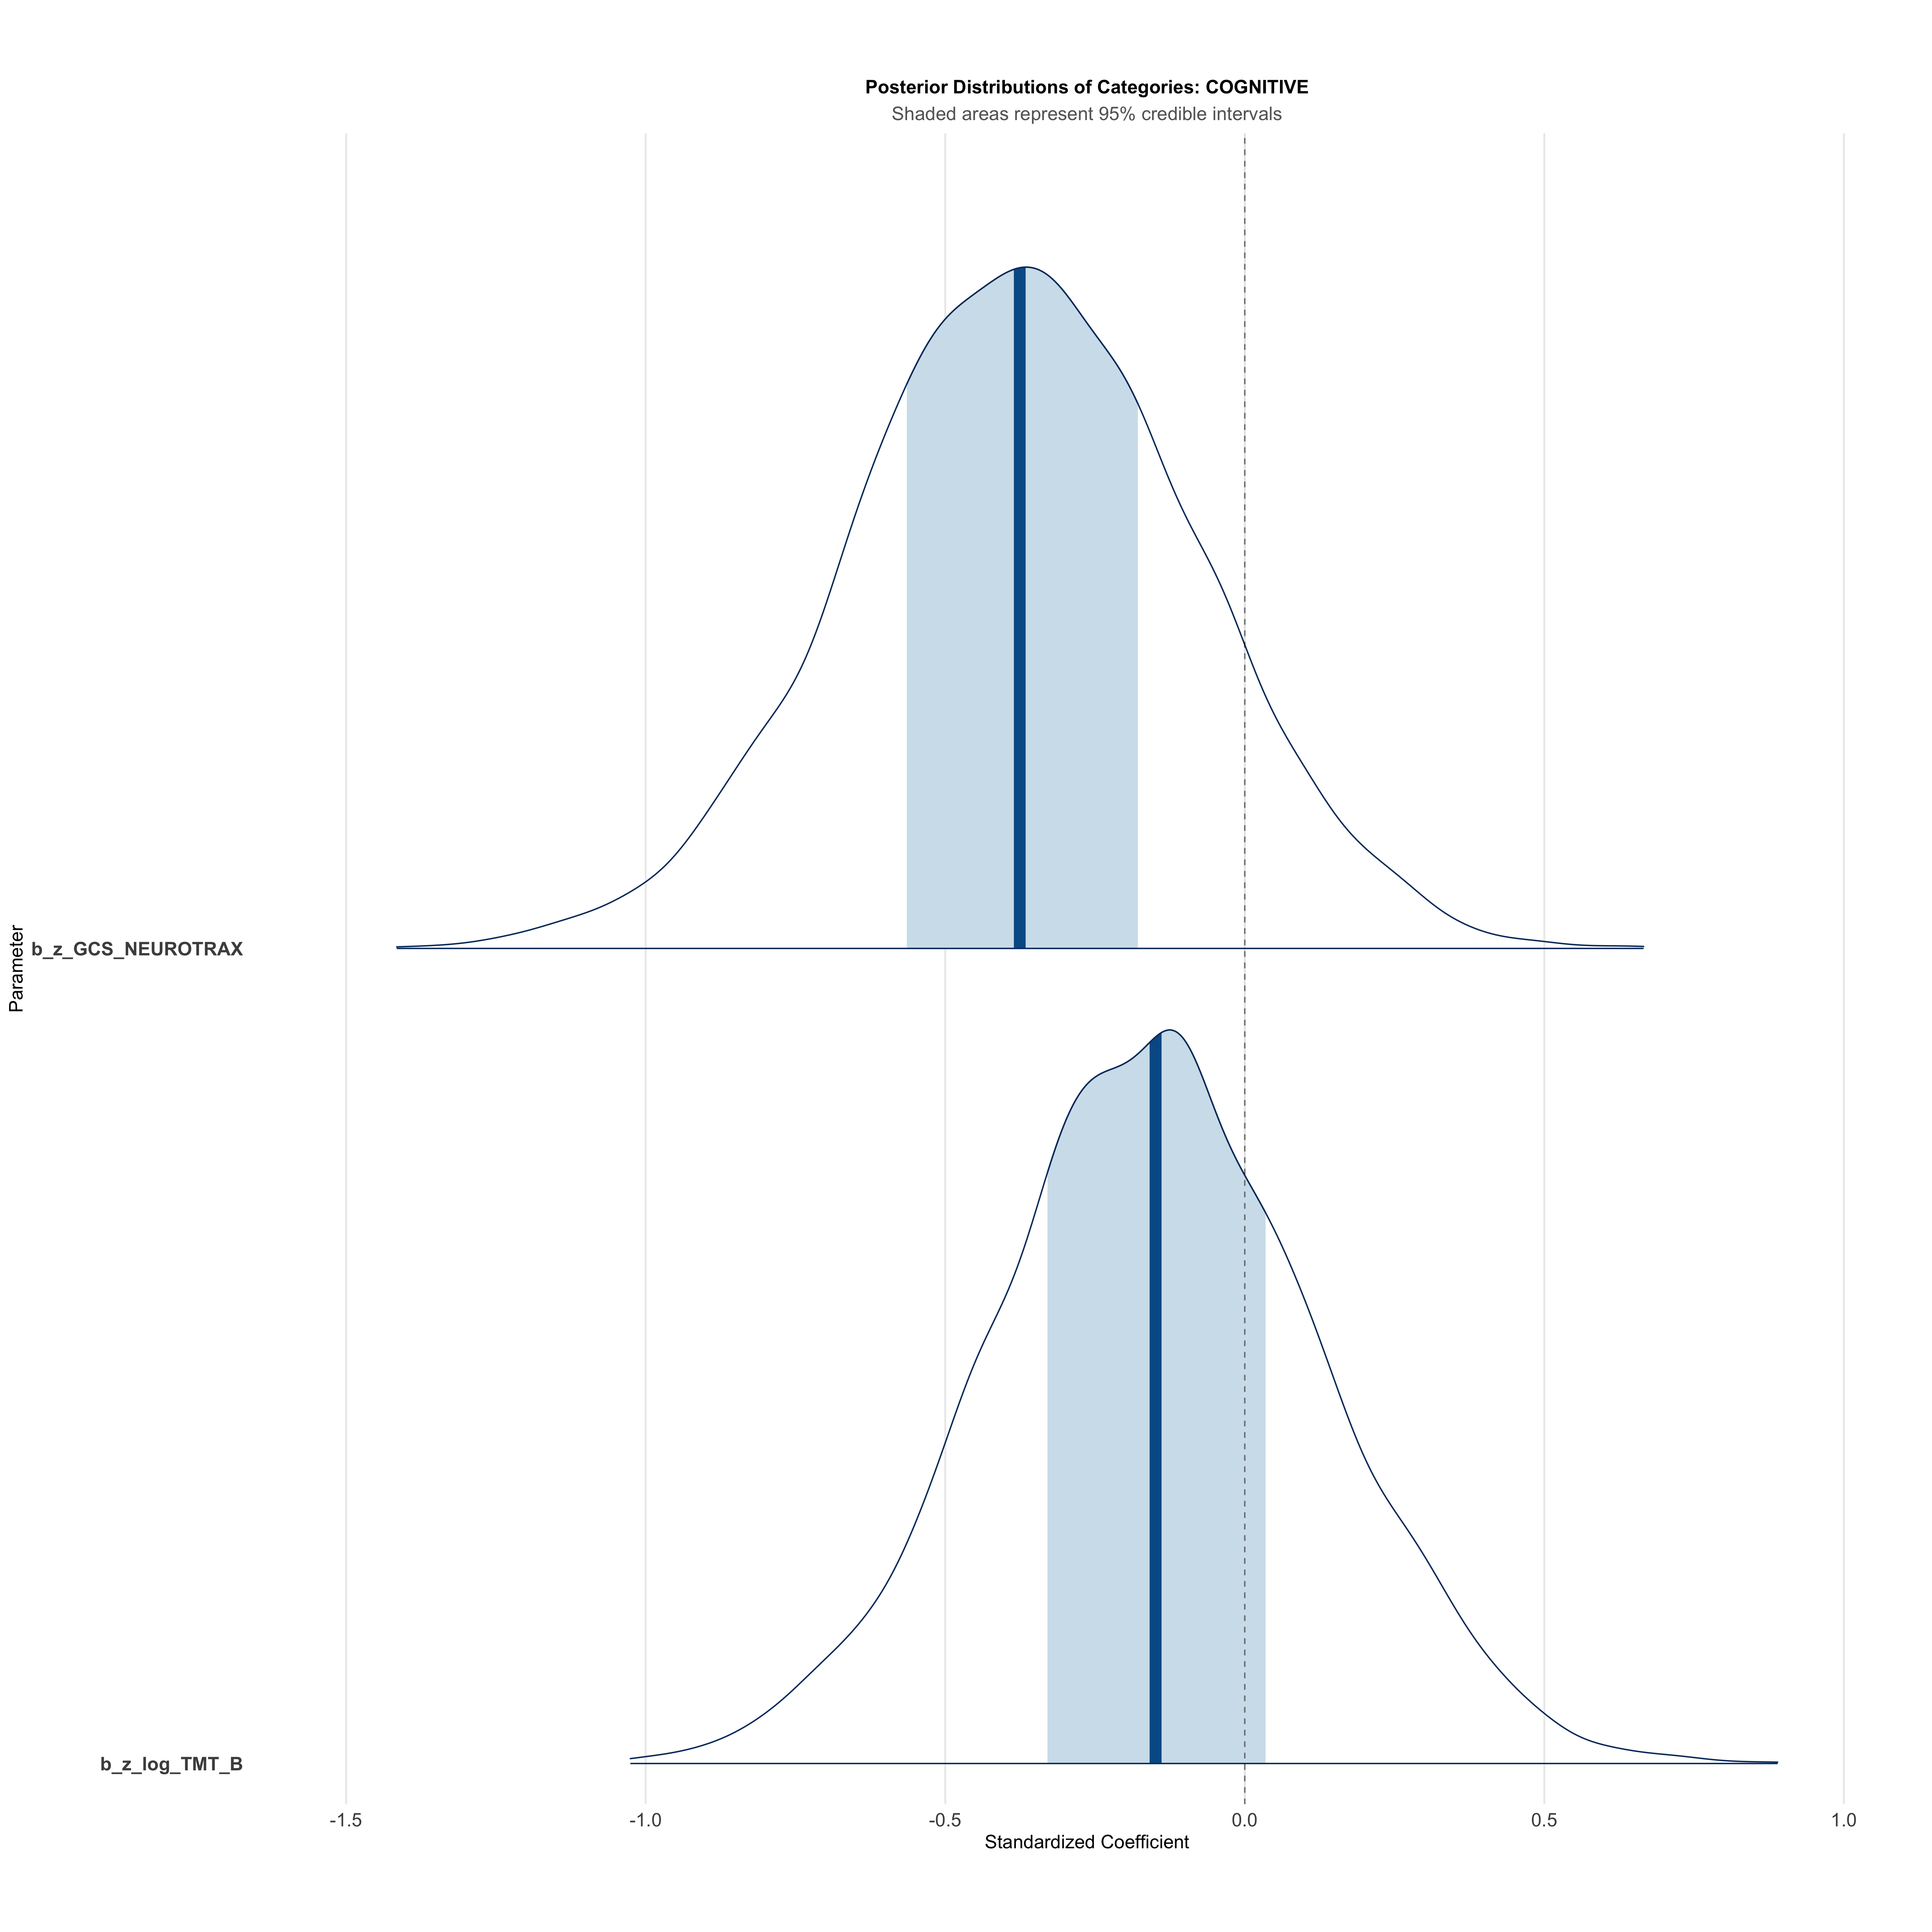 Posterior Distributions of Categories: COGNITIVE
Shaded areas represent 95% credible intervals
Parameter
b_z_GCS_NEUROTRAX
b_z_log_TMT_B
-1.5 -1.0 -0.5 0.0 0.5 1.0
Standardized Coefficient